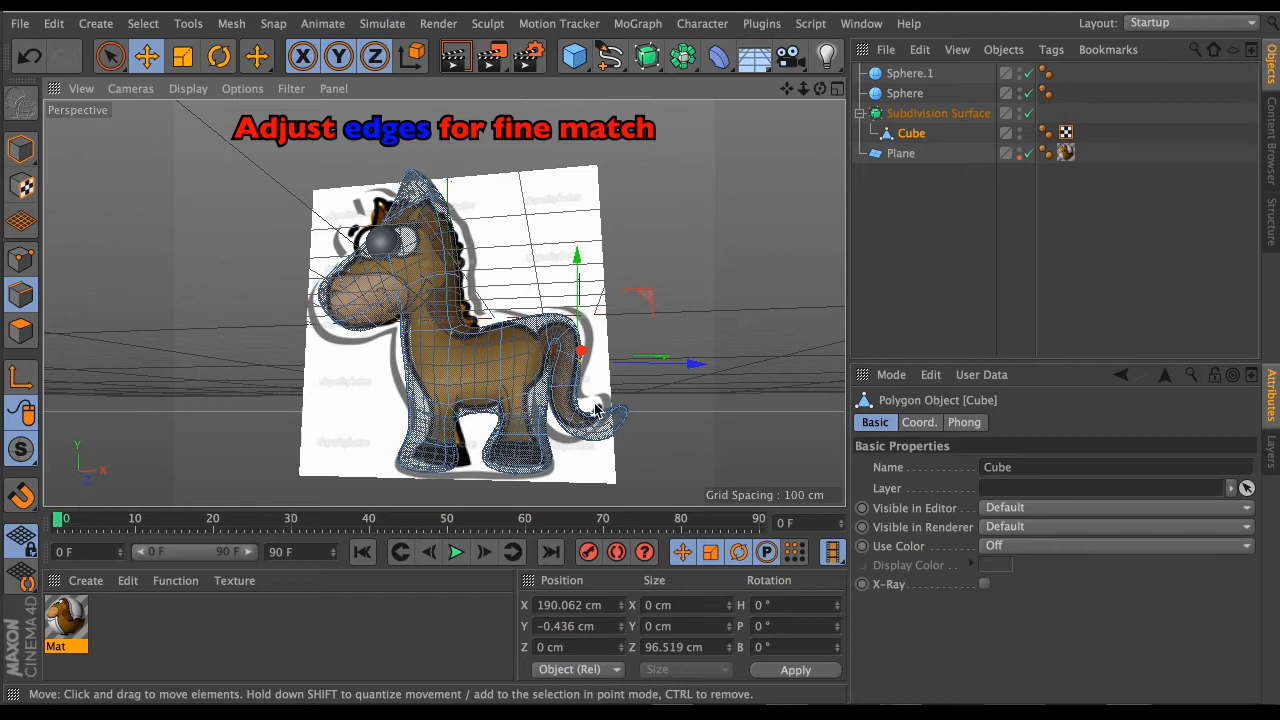 File Edit Create Select Tools Mesh Snap Animate Simulate Render Sculpt Motion Tracker MoGraph Character Plugins Script Window Help Layout: Startup
X Y Z
File Edit View Objects Tags Bookmarks
View Cameras Display Options Filter Panel
Perspective
Adjust edges for fine match
Sphere.1
Sphere
Subdivision Surface
Cube
Plane
Objects
Content Browser
Structure
Y
X
Z
Grid Spacing : 100 cm
Mode Edit User Data
Polygon Object [Cube]
Basic Coord. Phong
Basic Properties
Name Cube
Layer
Visible in Editor Default
Visible in Renderer Default
Use Color Off
Display Color
X-Ray
Attributes
Layers
0 10 20 30 40 50 60 70 80 90 0 F
0 F 0 F 90 F 90 F
P
Create Edit Function Texture
Mat
Position Size Rotation
X 190.062 cm X 0 cm H 0 °
Y -0.436 cm Y 0 cm P 0 °
Z 0 cm Z 96.519 cm B 0 °
Object (Rel) Size Apply
MAXON
CINEMA 4D
Move: Click and drag to move elements. Hold down SHIFT to quantize movement / add to the selection in point mode, CTRL to remove.